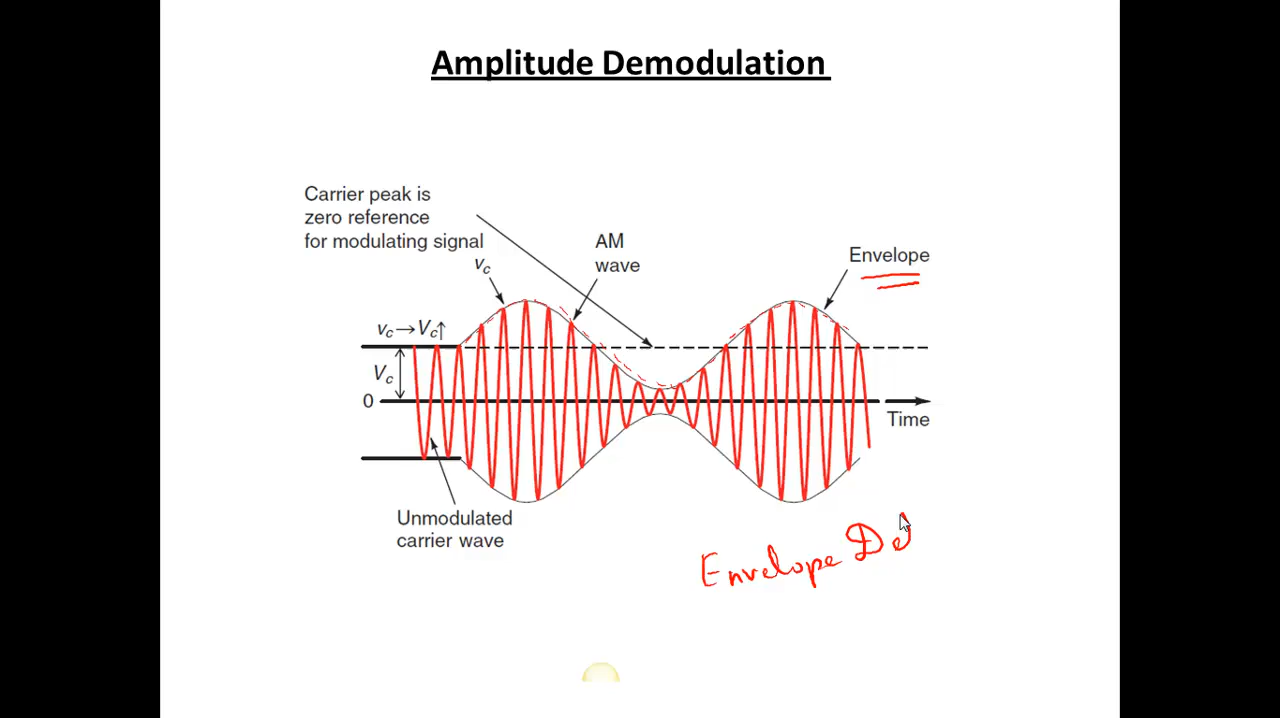 Amplitude Demodulation
Carrier peak is
zero reference
for modulating signal
AM
wave
Envelope
vc
vc→Vc↑
Vc
0
Time
Unmodulated
carrier wave
Envelope De